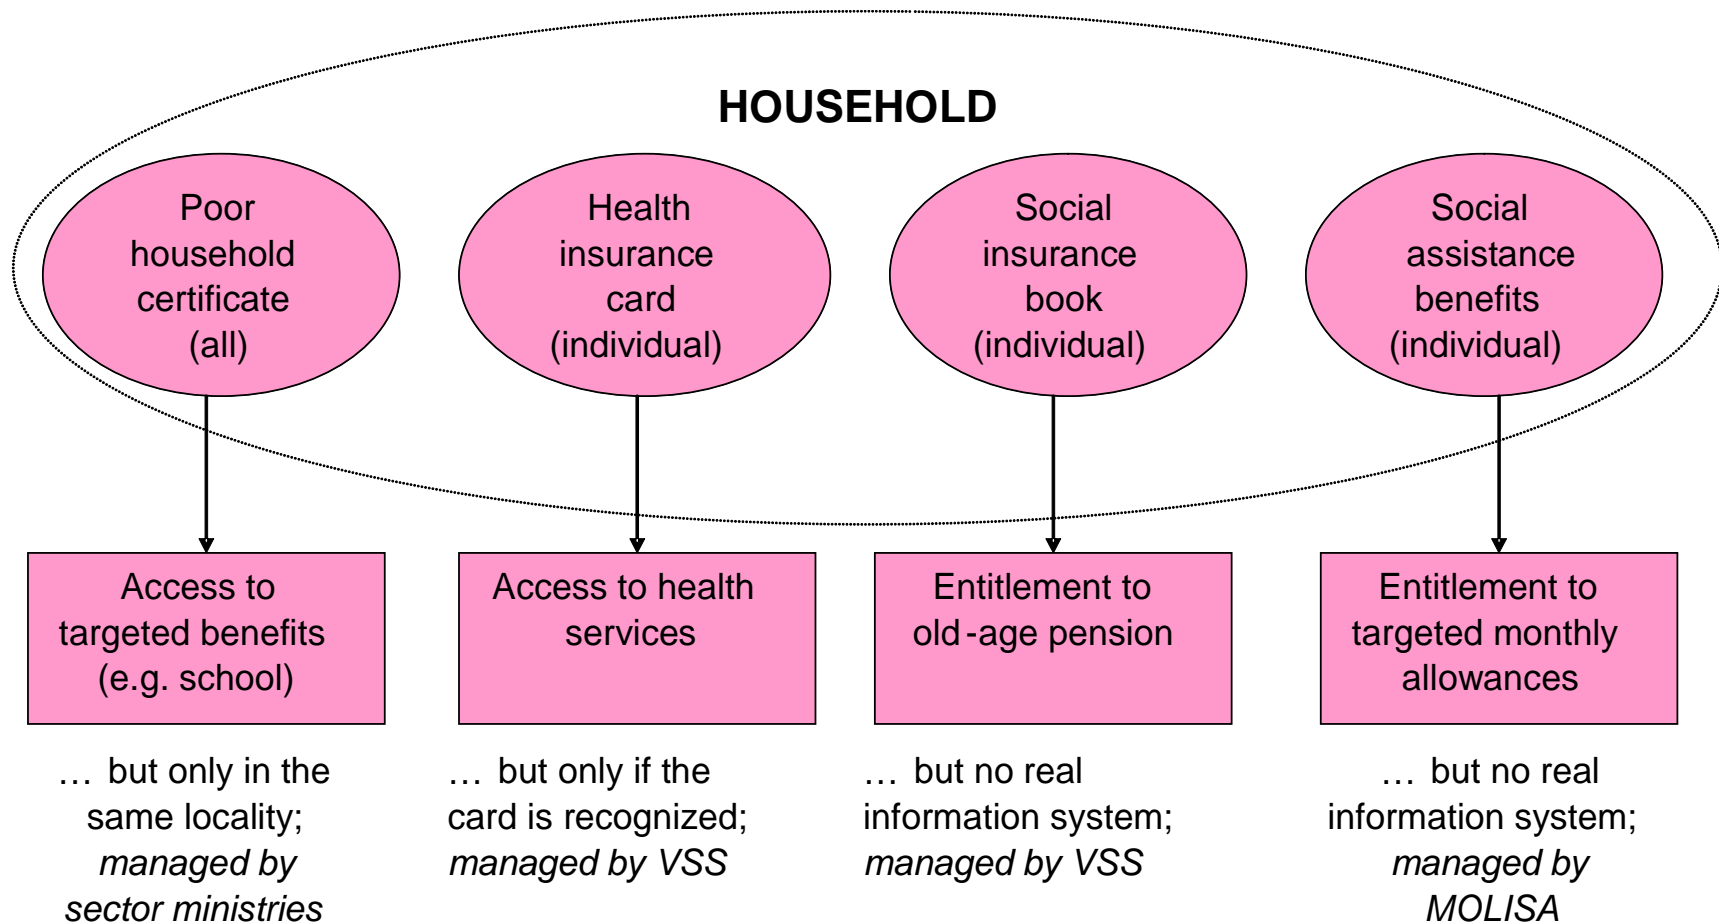 HOUSEHOLD
Poor
household
certificate
(all)
Health
insurance
card
(individual)
Social
insurance
book
(individual)
Social
assistance
benefits
(individual)
Access to
targeted benefits
(e.g. school)
Access to health
services
Entitlement to
old-age pension
Entitlement to
targeted monthly
allowances
… but only in the
same locality;
managed by
sector ministries
… but only if the
card is recognized;
managed by VSS
… but no real
information system;
managed by VSS
… but no real
information system;
managed by
MOLISA